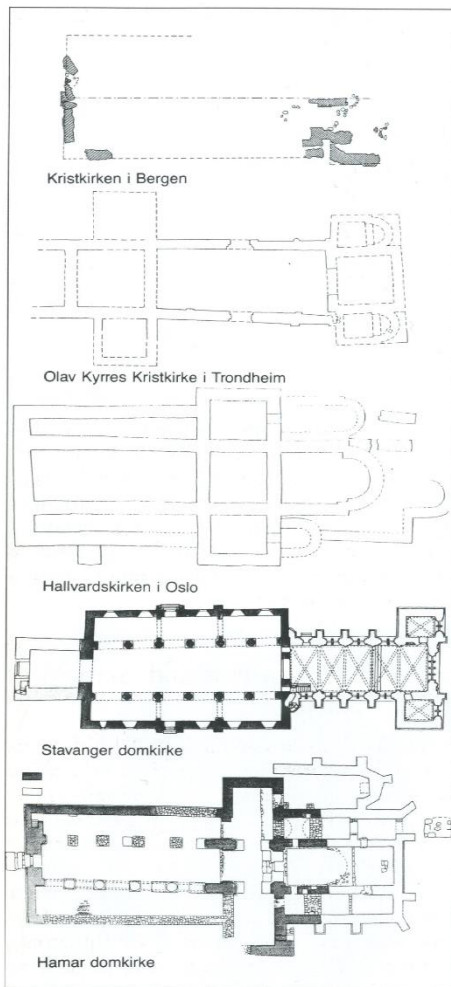 Kristkirken i Bergen
Olav Kyrres Kristkirke i Trondheim
Hallvardskirken i Oslo
Stavanger domkirke
Hamar domkirke